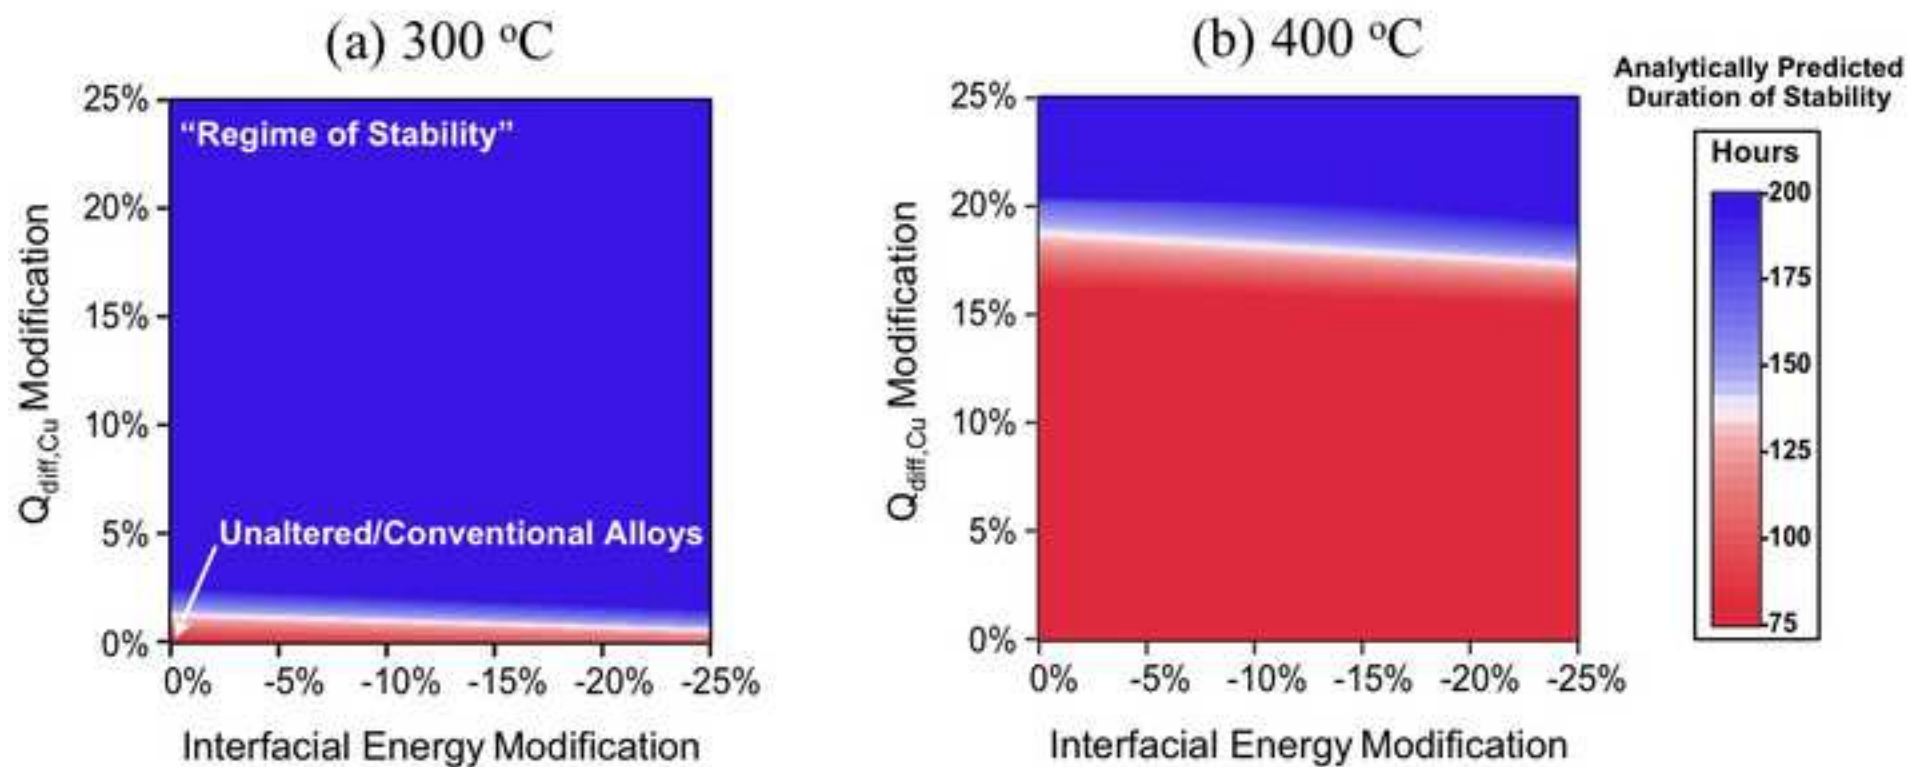 (a) 300 °C
25%
20%
15%
10%
5%
0%
Q_diff,Cu Modification
"Regime of Stability"
Unaltered/Conventional Alloys
0% -5% -10% -15% -20% -25%
Interfacial Energy Modification
(b) 400 °C
25%
20%
15%
10%
5%
0%
Q_diff,Cu Modification
0% -5% -10% -15% -20% -25%
Interfacial Energy Modification
Analytically Predicted
Duration of Stability
Hours
200
175
150
125
100
75